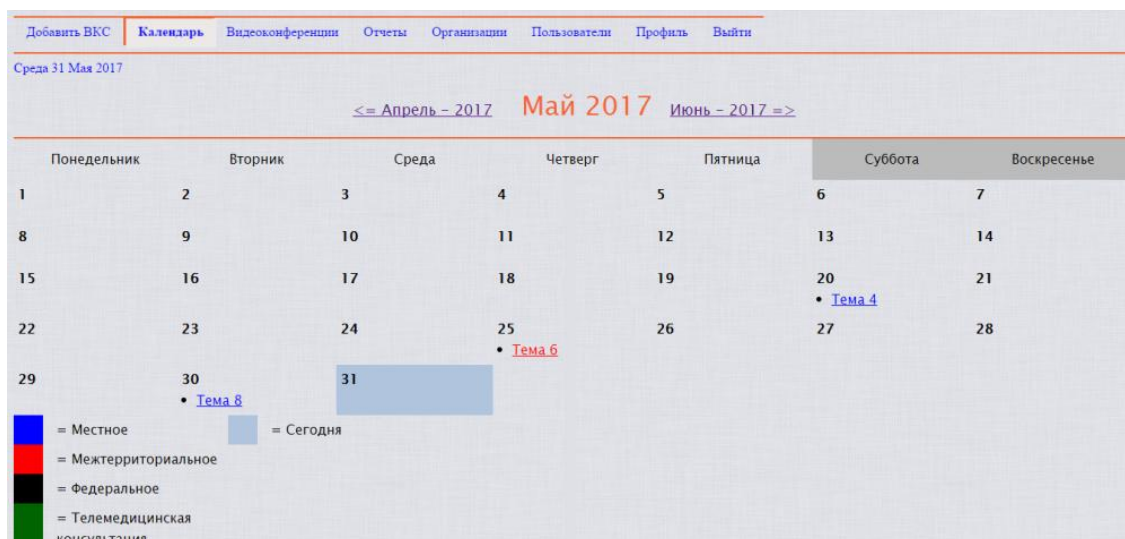 Добавить ВКС Календарь Видеоконференции Отчеты Организации Пользователи Профиль Выйти
Среда 31 Мая 2017
<= Апрель - 2017 Май 2017 Июнь - 2017 =>
Понедельник Вторник Среда Четверг Пятница Суббота Воскресенье
1 2 3 4 5 6 7
8 9 10 11 12 13 14
15 16 17 18 19 20 21
• Тема 4
22 23 24 25 26 27 28
• Тема 6
29 30 31
• Тема 8
= Местное = Сегодня
= Межтерриториальное
= Федеральное
= Телемедицинская
консультация